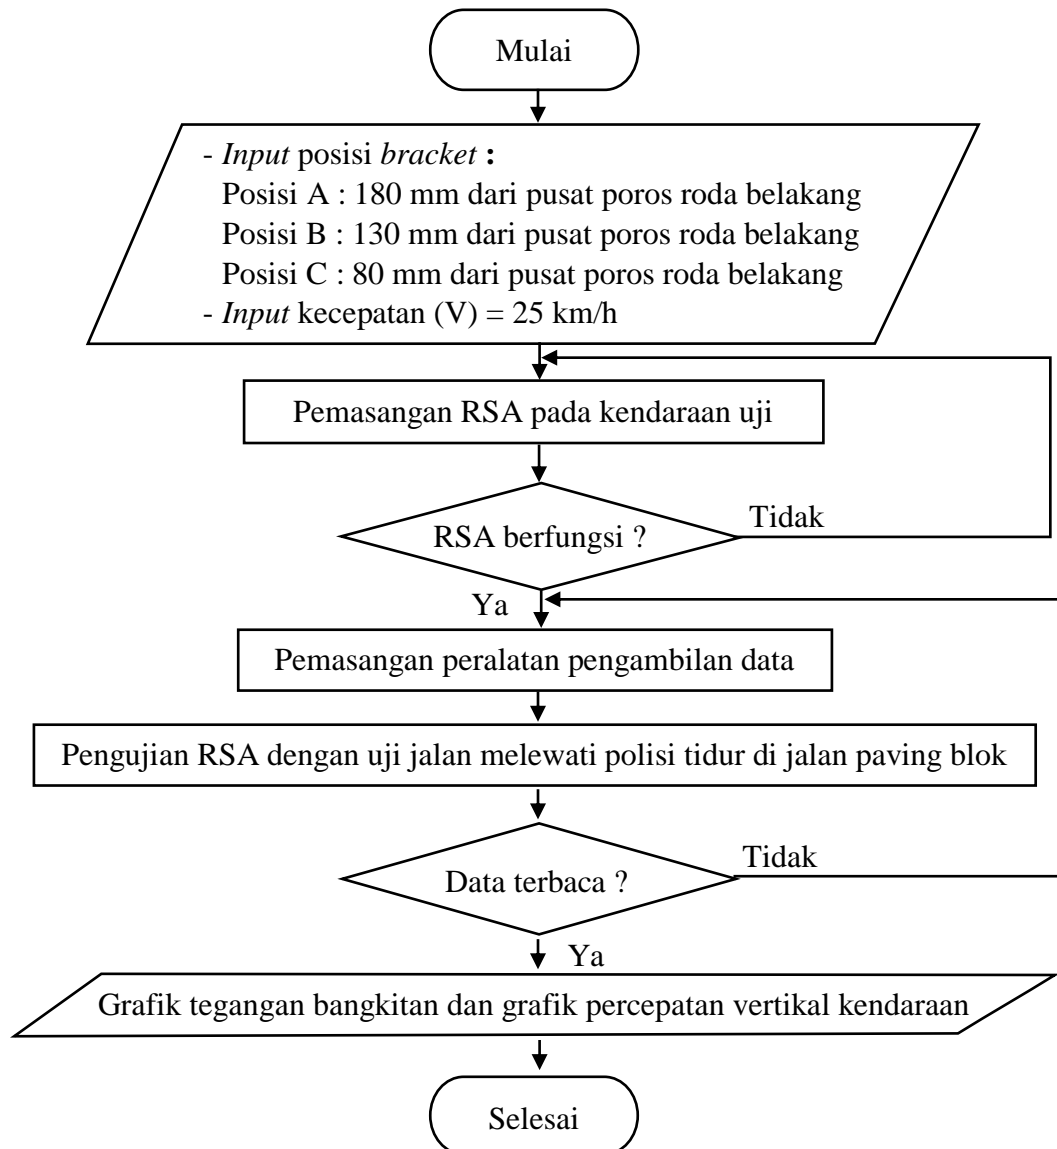 Mulai
- Input posisi bracket :
Posisi A : 180 mm dari pusat poros roda belakang
Posisi B : 130 mm dari pusat poros roda belakang
Posisi C : 80 mm dari pusat poros roda belakang
- Input kecepatan (V) = 25 km/h
Pemasangan RSA pada kendaraan uji
RSA berfungsi ?
Tidak
Ya
Pemasangan peralatan pengambilan data
Pengujian RSA dengan uji jalan melewati polisi tidur di jalan paving blok
Data terbaca ?
Tidak
Ya
Grafik tegangan bangkitan dan grafik percepatan vertikal kendaraan
Selesai